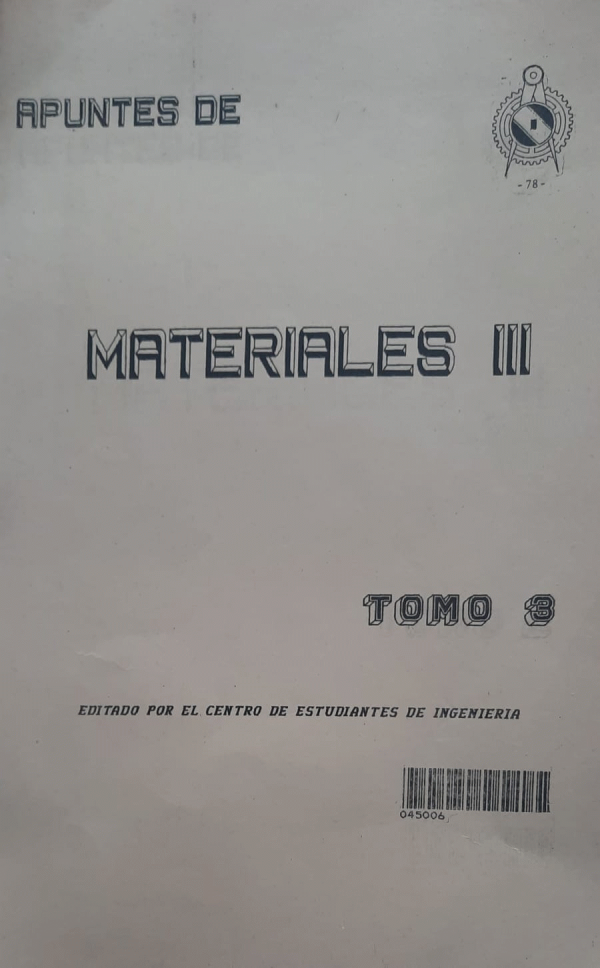 APUNTES DE
- 78 -
MATERIALES III
TOMO 3
EDITADO POR EL CENTRO DE ESTUDIANTES DE INGENIERIA
045006